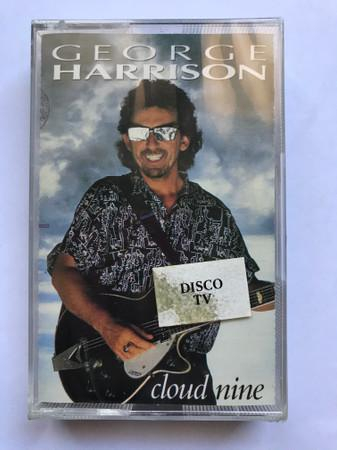 GEORGE
HARRISON
DISCO
TV
cloud nine